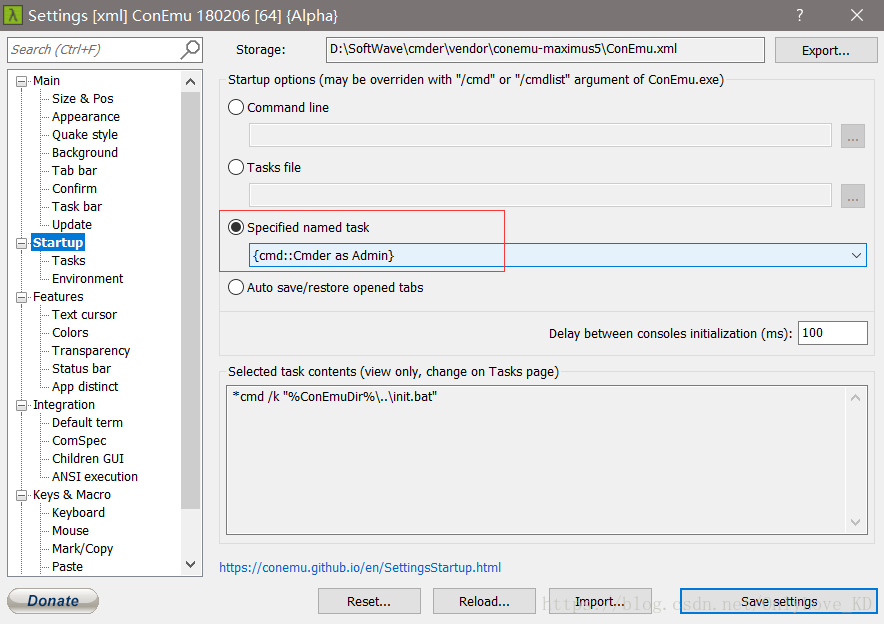 Settings [xml] ConEmu 180206 [64] {Alpha}
Search (Ctrl+F)
Main
Size & Pos
Appearance
Quake style
Background
Tab bar
Confirm
Task bar
Update
Startup
Tasks
Environment
Features
Text cursor
Colors
Transparency
Status bar
App distinct
Integration
Default term
ComSpec
Children GUI
ANSI execution
Keys & Macro
Keyboard
Mouse
Mark/Copy
Paste
Storage:
D:\SoftWave\cmder\vendor\conemu-maximus5\ConEmu.xml
Export...
Startup options (may be overriden with "/cmd" or "/cmdlist" argument of ConEmu.exe)
Command line
...
Tasks file
...
Specified named task
{cmd::Cmder as Admin}
Auto save/restore opened tabs
Delay between consoles initialization (ms):
100
Selected task contents (view only, change on Tasks page)
*cmd /k "%ConEmuDir%\..\init.bat"
https://conemu.github.io/en/SettingsStartup.html
Donate
Reset...
Reload...
Import...
Save settings